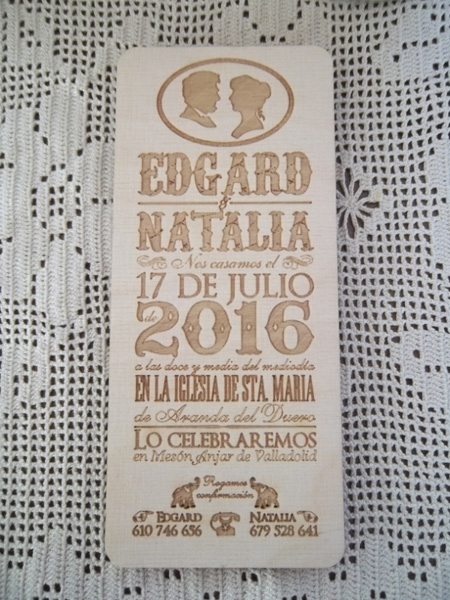 EDGARD
&
NATALIA
Nos casamos el
17 DE JULIO
de 2016
a las doce y media del mediodía
EN LA IGLESIA DE STA. MARIA
de Aranda del Duero
LO CELEBRAREMOS
en Mesón Anjar de Valladolid
Rogamos
confirmación
EDGARD NATALIA
610 746 656 679 528 641